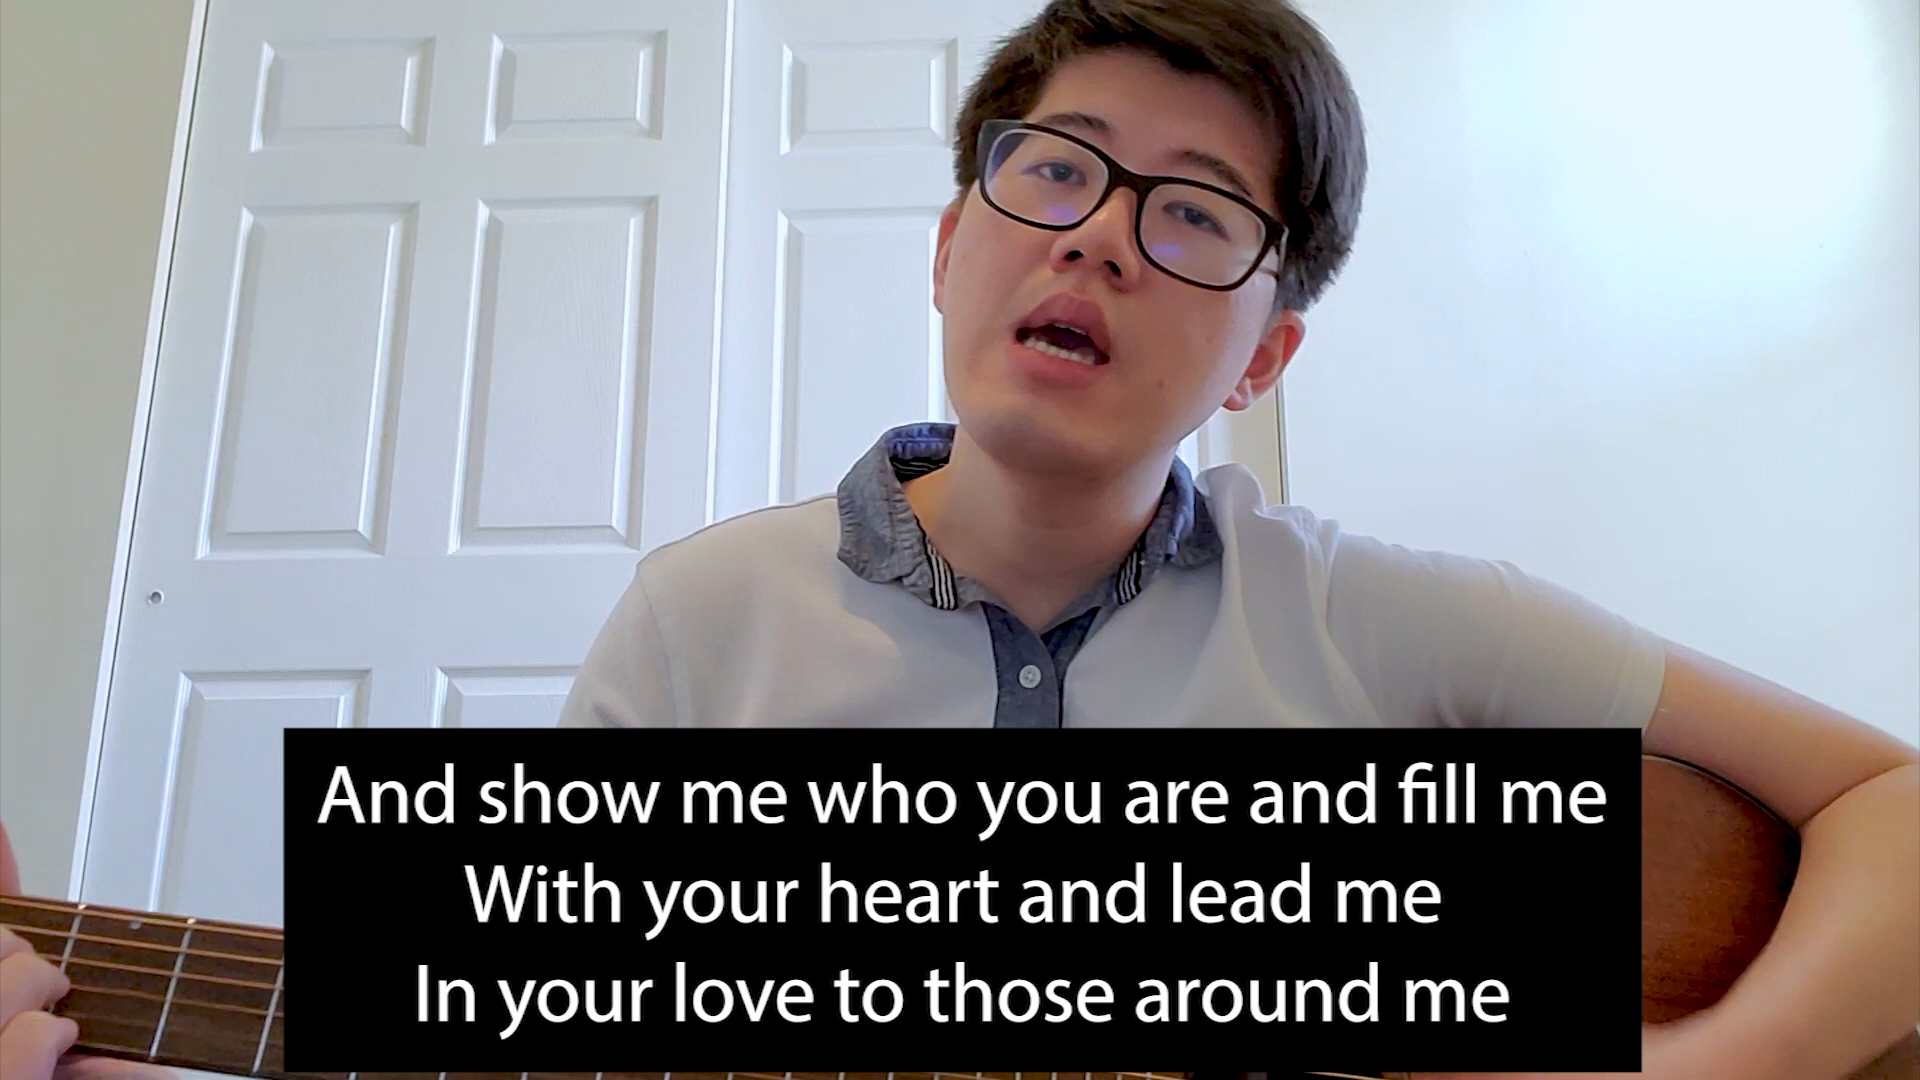 And show me who you are and fill me
With your heart and lead me
In your love to those around me